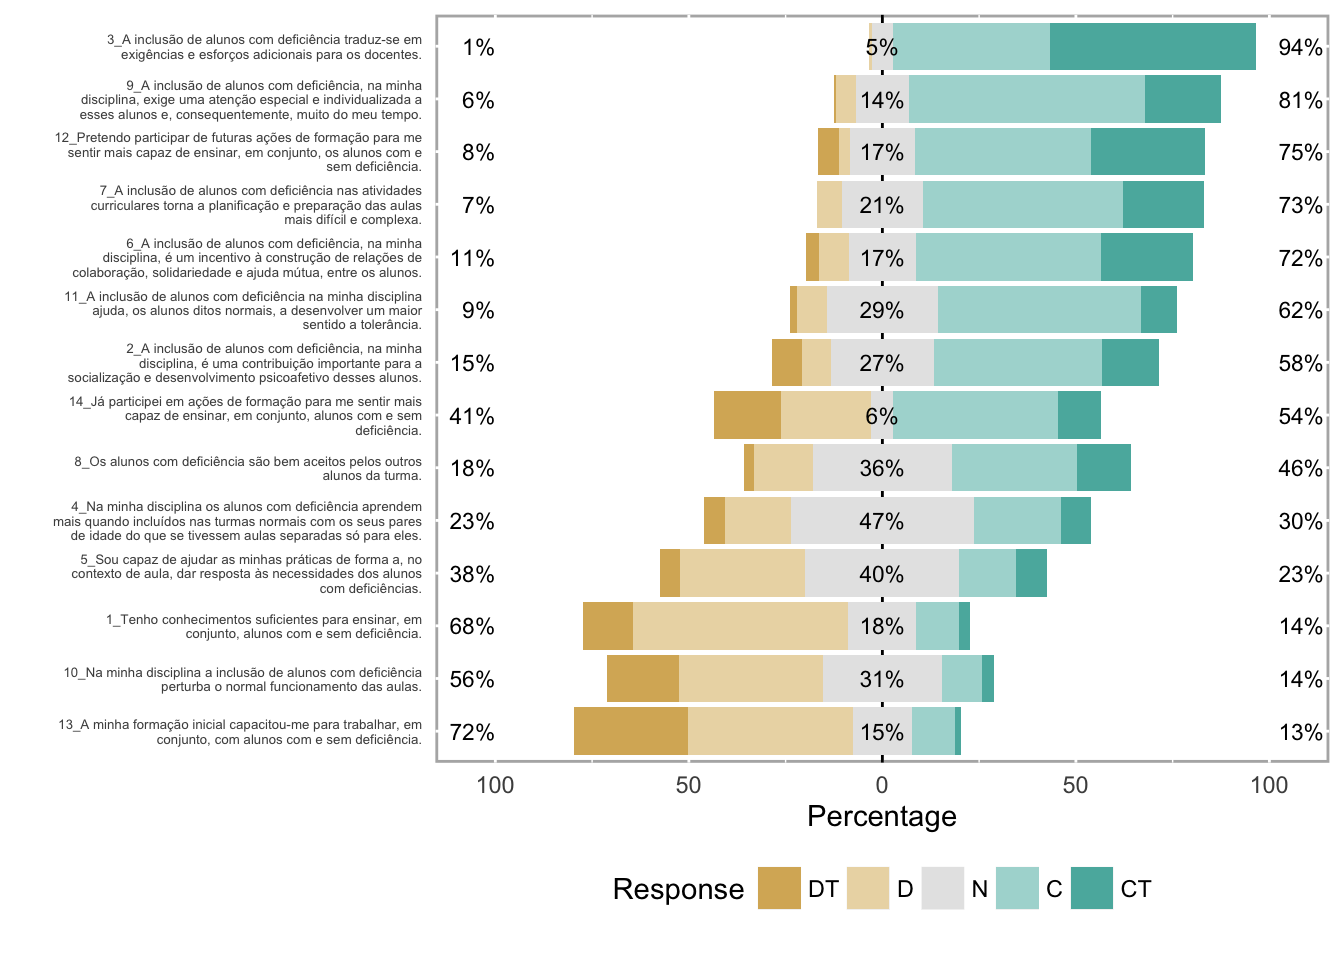 3_A inclusão de alunos com deficiência traduz-se em
exigências e esforços adicionais para os docentes.
1% 5% 94%
9_A inclusão de alunos com deficiência, na minha
disciplina, exige uma atenção especial e individualizada a
esses alunos e, consequentemente, muito do meu tempo.
6% 14% 81%
12_Pretendo participar de futuras ações de formação para me
sentir mais capaz de ensinar, em conjunto, os alunos com e
sem deficiência.
8% 17% 75%
7_A inclusão de alunos com deficiência nas atividades
curriculares torna a planificação e preparação das aulas
mais difícil e complexa.
7% 21% 73%
6_A inclusão de alunos com deficiência, na minha
disciplina, é um incentivo à construção de relações de
colaboração, solidariedade e ajuda mútua, entre os alunos.
11% 17% 72%
11_A inclusão de alunos com deficiência na minha disciplina
ajuda, os alunos ditos normais, a desenvolver um maior
sentido a tolerância.
9% 29% 62%
2_A inclusão de alunos com deficiência, na minha
disciplina, é uma contribuição importante para a
socialização e desenvolvimento psicoafetivo desses alunos.
15% 27% 58%
14_Já participei em ações de formação para me sentir mais
capaz de ensinar, em conjunto, alunos com e sem
deficiência.
41% 6% 54%
8_Os alunos com deficiência são bem aceitos pelos outros
alunos da turma.
18% 36% 46%
4_Na minha disciplina os alunos com deficiência aprendem
mais quando incluídos nas turmas normais com os seus pares
de idade do que se tivessem aulas separadas só para eles.
23% 47% 30%
5_Sou capaz de ajudar as minhas práticas de forma a, no
contexto de aula, dar resposta às necessidades dos alunos
com deficiências.
38% 40% 23%
1_Tenho conhecimentos suficientes para ensinar, em
conjunto, alunos com e sem deficiência.
68% 18% 14%
10_Na minha disciplina a inclusão de alunos com deficiência
perturba o normal funcionamento das aulas.
56% 31% 14%
13_A minha formação inicial capacitou-me para trabalhar, em
conjunto, com alunos com e sem deficiência.
72% 15% 13%
100 50 0 50 100
Percentage
Response DT D N C CT